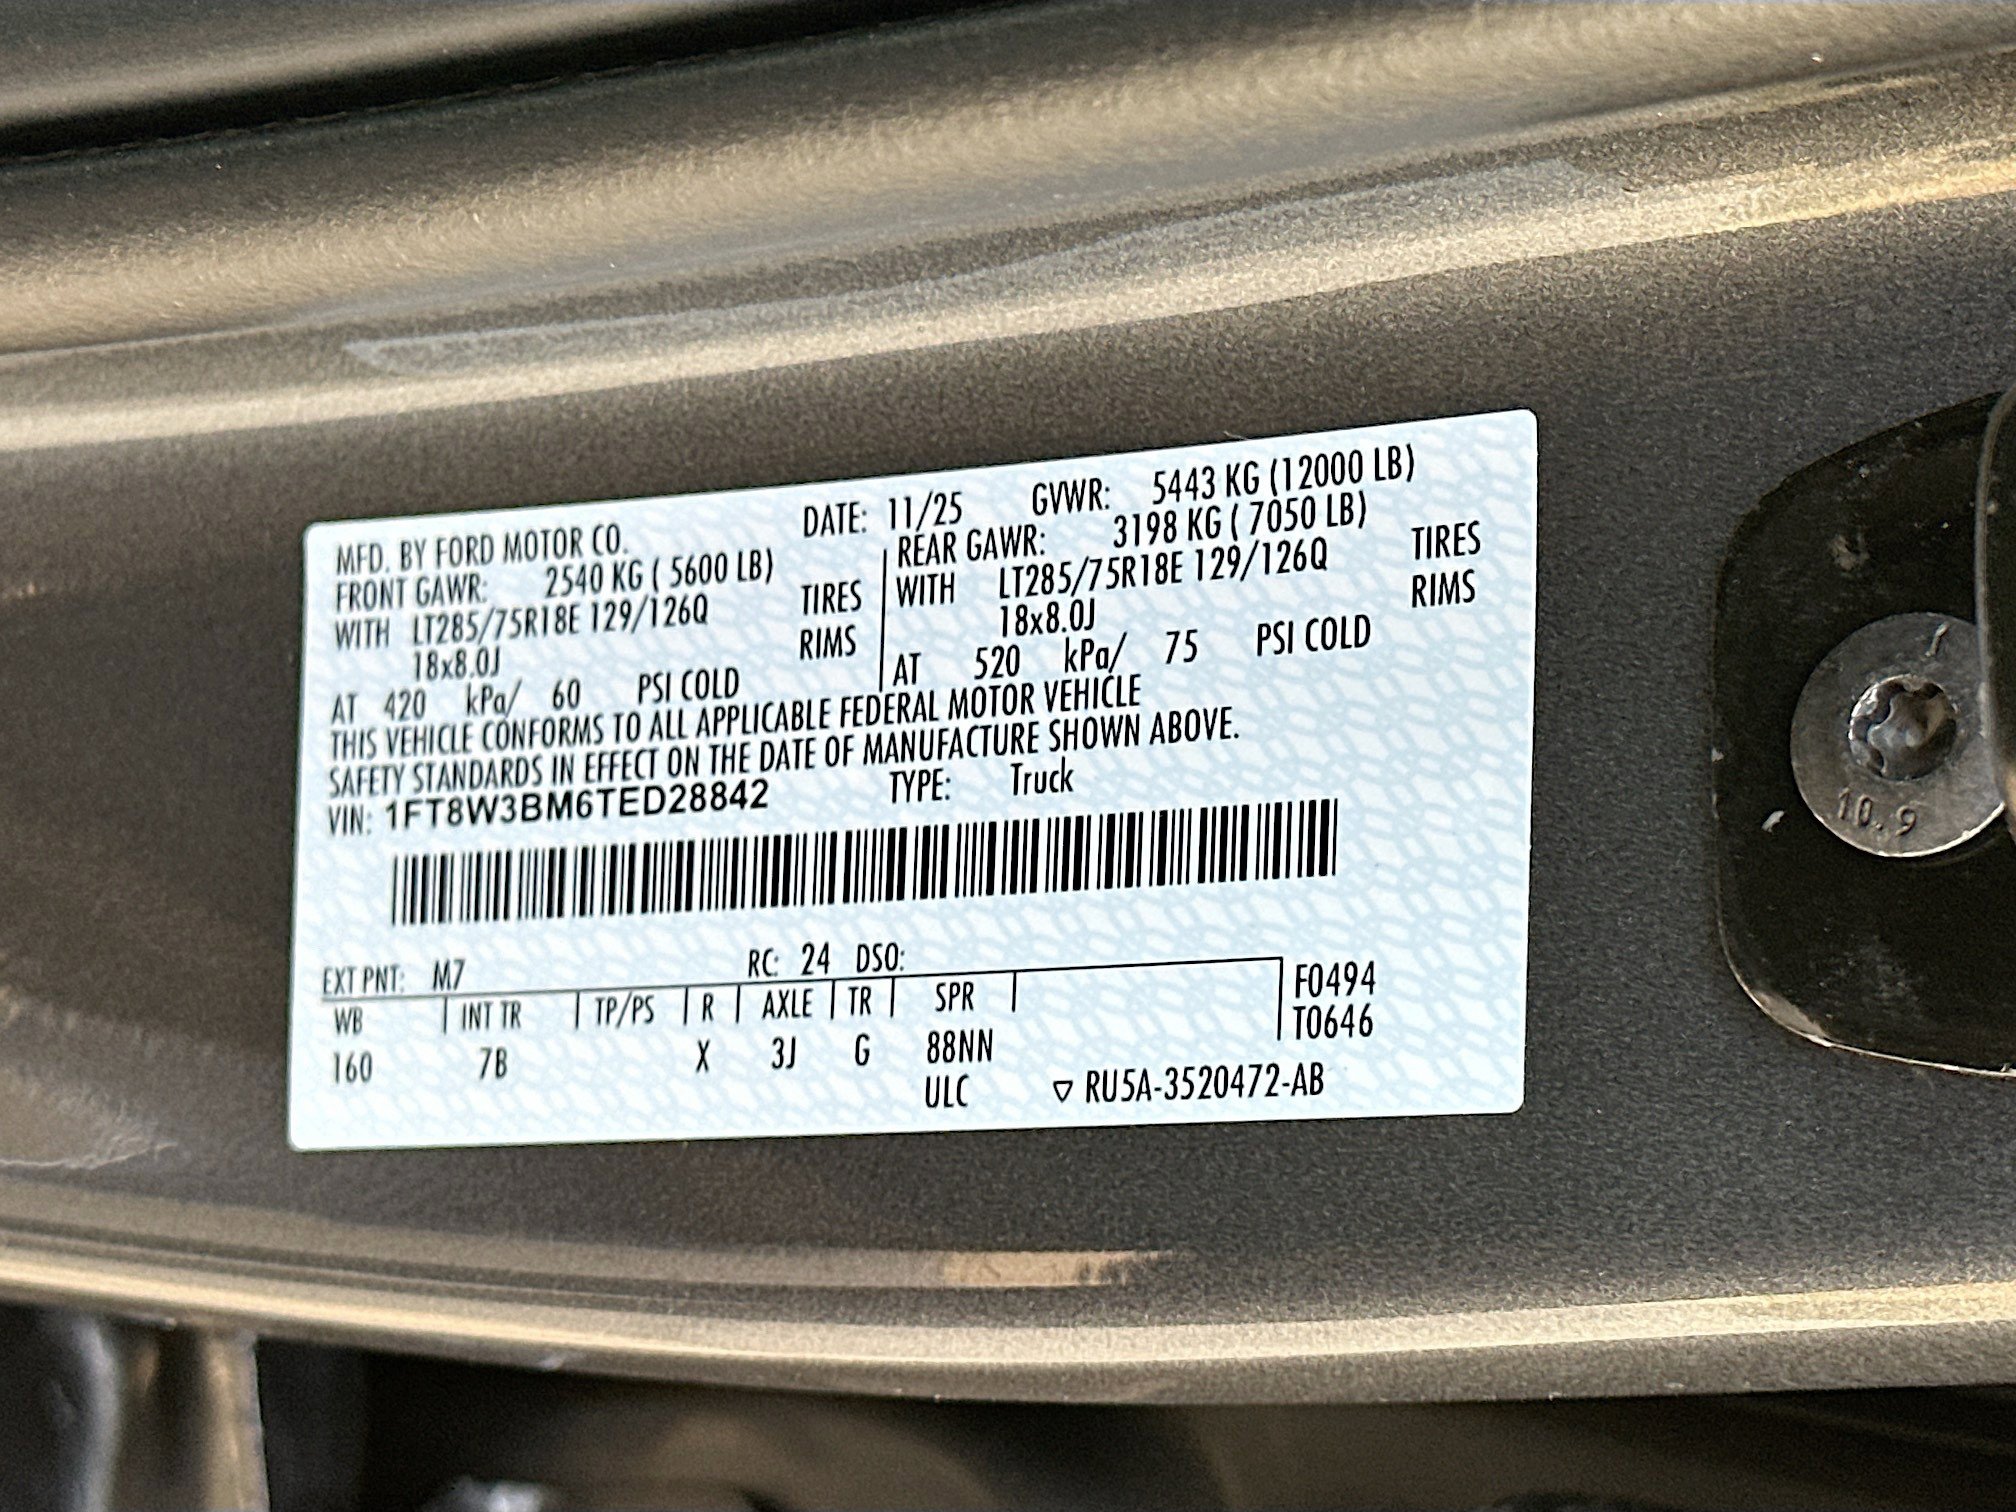 MFD. BY FORD MOTOR CO. DATE: 11/25 GVWR: 5443 KG (12000 LB)
FRONT GAWR: 2540 KG ( 5600 LB)
WITH LT285/75R18E 129/126Q TIRES
18x8.0J RIMS
AT 420 kPa/ 60 PSI COLD
REAR GAWR: 3198 KG ( 7050 LB)
WITH LT285/75R18E 129/126Q TIRES
18x8.0J RIMS
AT 520 kPa/ 75 PSI COLD
THIS VEHICLE CONFORMS TO ALL APPLICABLE FEDERAL MOTOR VEHICLE
SAFETY STANDARDS IN EFFECT ON THE DATE OF MANUFACTURE SHOWN ABOVE.
VIN: 1FT8W3BM6TED28842 TYPE: Truck
EXT PNT: M7 RC: 24 DSO:
WB INT TR TP/PS R AXLE TR SPR F0494
T0646
160 7B X 3J G 88NN
ULC ▽ RU5A-3520472-AB
10.9